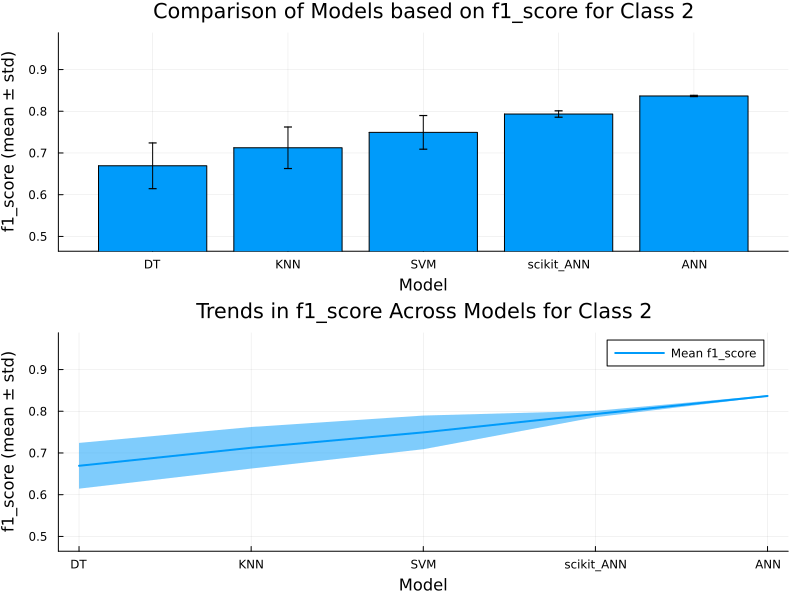 Comparison of Models based on f1_score for Class 2
f1_score (mean ± std)
0.9
0.8
0.7
0.6
0.5
DT KNN SVM scikit_ANN ANN
Model
Trends in f1_score Across Models for Class 2
f1_score (mean ± std)
Mean f1_score
0.9
0.8
0.7
0.6
0.5
DT KNN SVM scikit_ANN ANN
Model